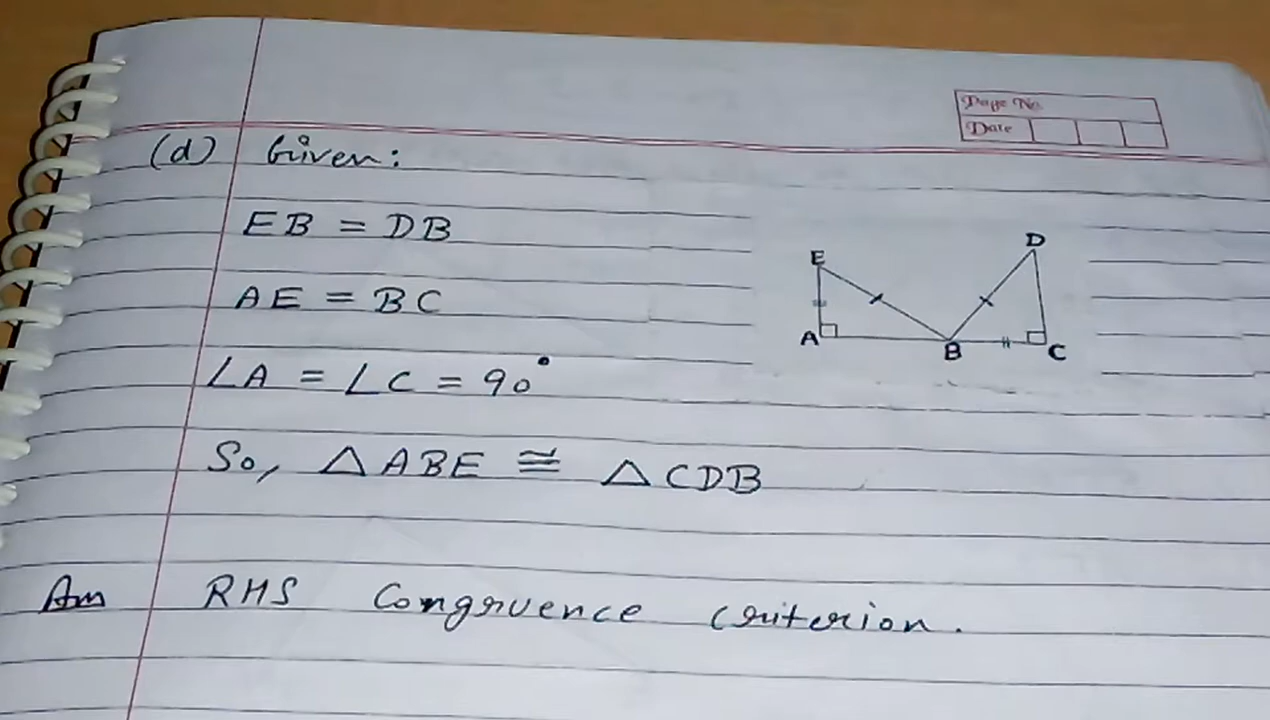 Page No.
Date
(d) Given:
EB = DB
AE = BC
∠A = ∠C = 90°
So, △ABE ≅ △CDB
Ans RHS Congruence Criterion.
E
D
A
B
C